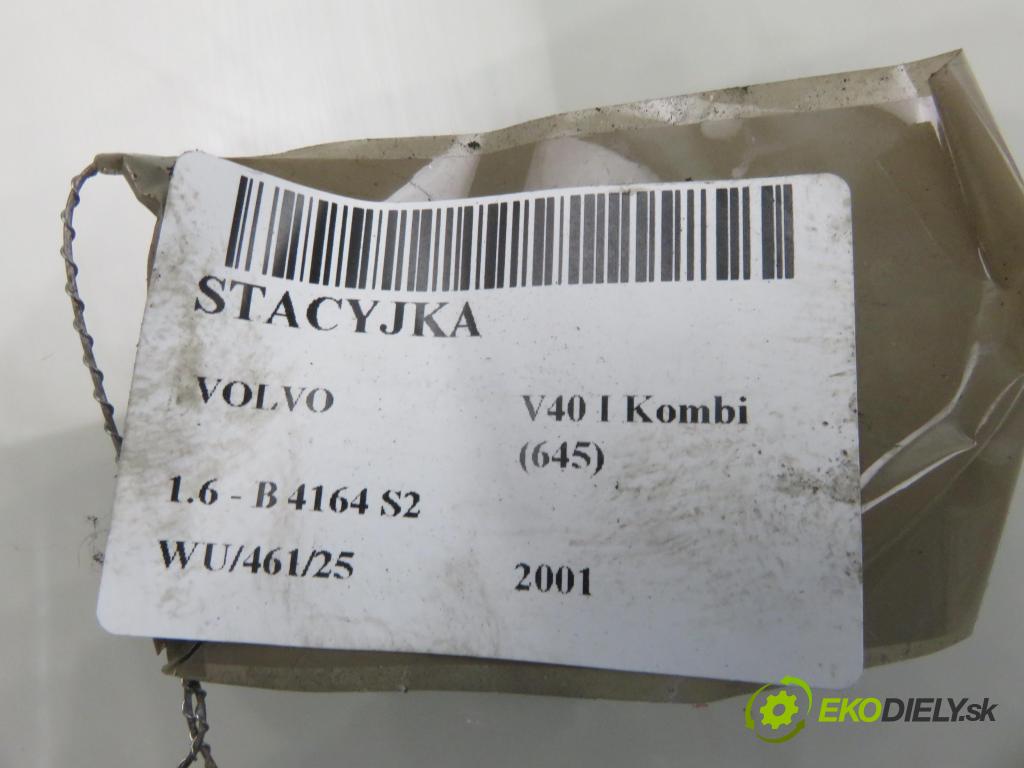 STACYJKA
VOLVO
V40 I Kombi
(645)
1.6 - B 4164 S2
WU/461/25
2001
EKODIELY.sk